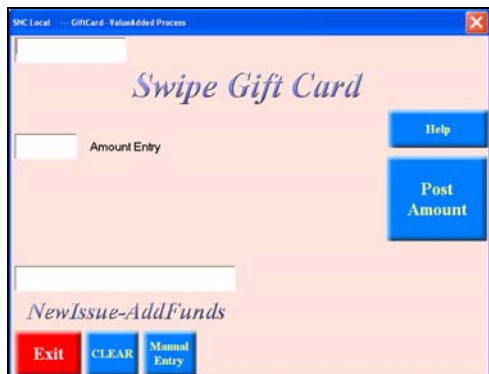 SNC Local --- GiftCard--ValueAdded Process
Swipe Gift Card
Help
Amount Entry
Post
Amount
NewIssue-AddFunds
Exit
CLEAR
Manual
Entry